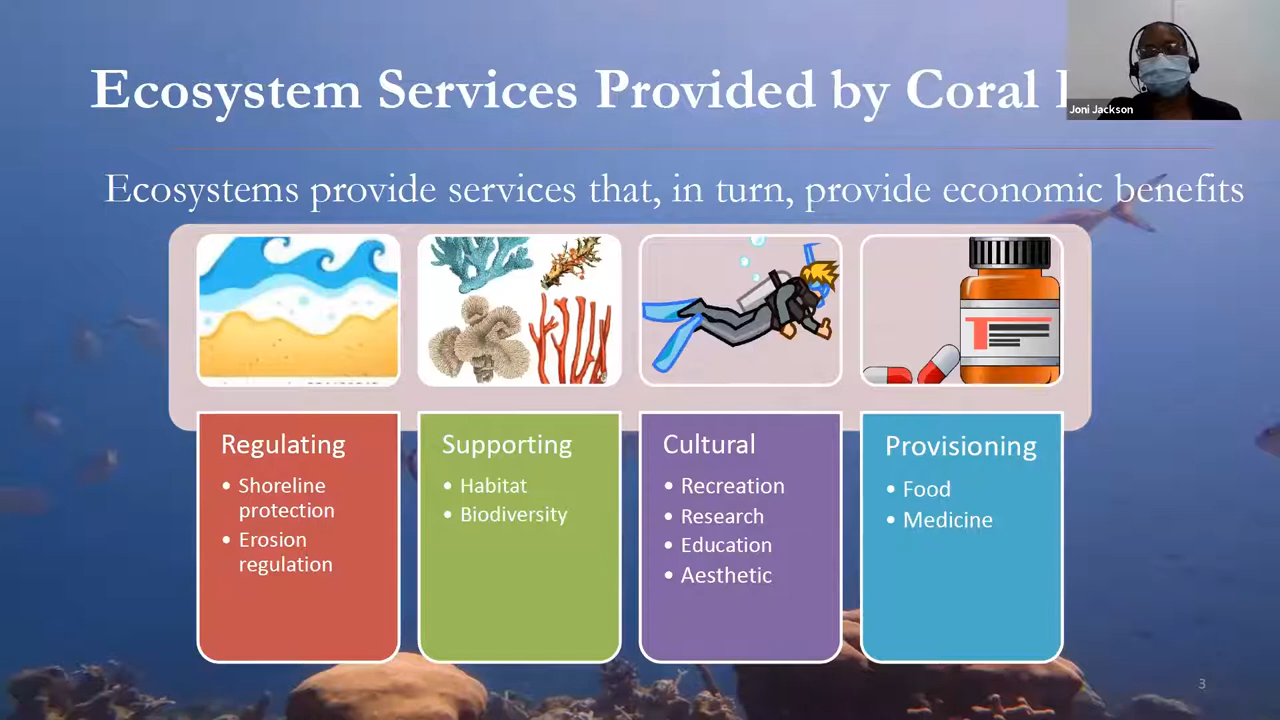 Ecosystem Services Provided by Coral
Joni Jackson
Ecosystems provide services that, in turn, provide economic benefits
Regulating
• Shoreline
protection
• Erosion
regulation
Supporting
• Habitat
• Biodiversity
Cultural
• Recreation
• Research
• Education
• Aesthetic
Provisioning
• Food
• Medicine
3